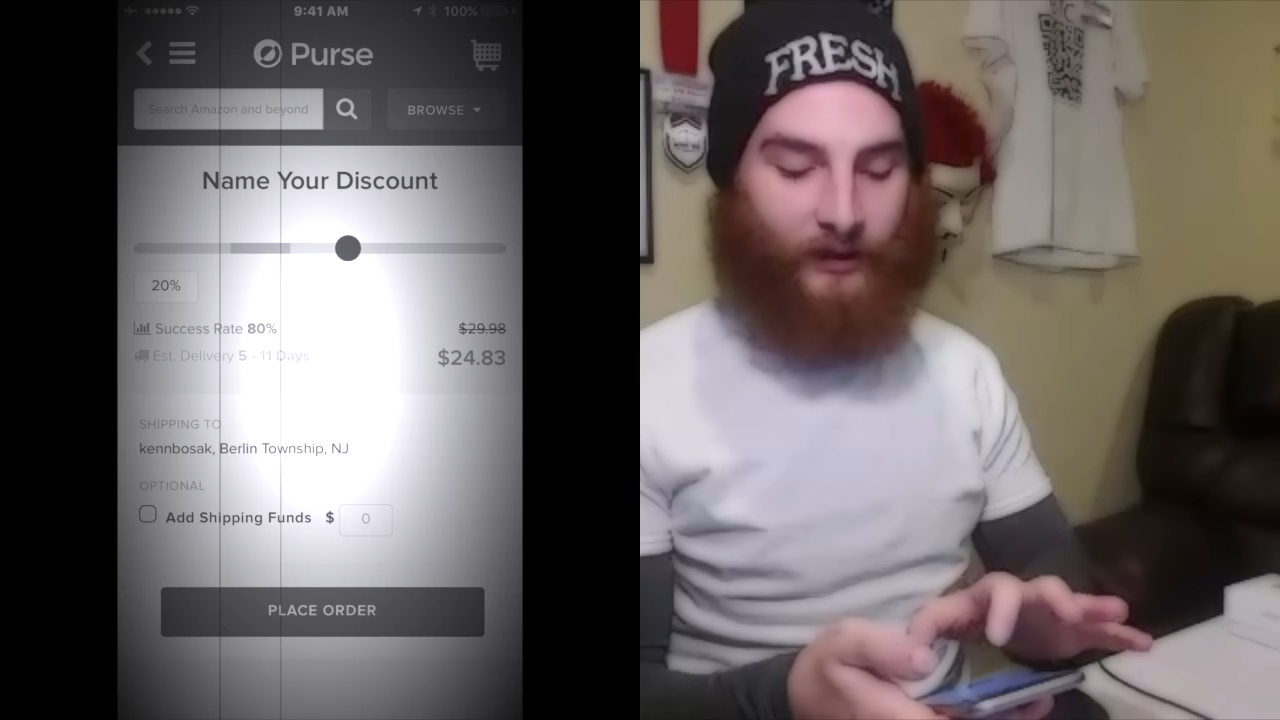 9:41 AM
100%
Purse
Search Amazon and beyond
BROWSE
Name Your Discount
20%
Success Rate 80%
$29.98
Est. Delivery 5 - 11 Days
$24.83
SHIPPING TO
kennbosak, Berlin Township, NJ
OPTIONAL
Add Shipping Funds $ 0
PLACE ORDER
FRESH